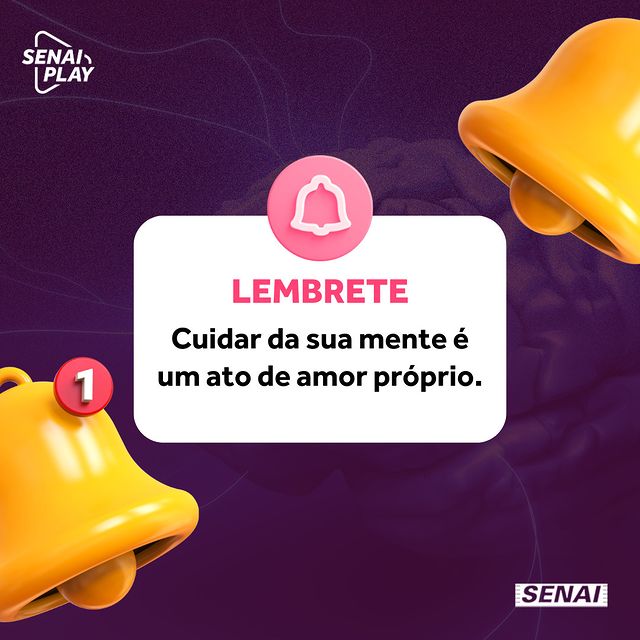 SENAI
PLAY
LEMBRETE
Cuidar da sua mente é
um ato de amor próprio.
1
SENAI